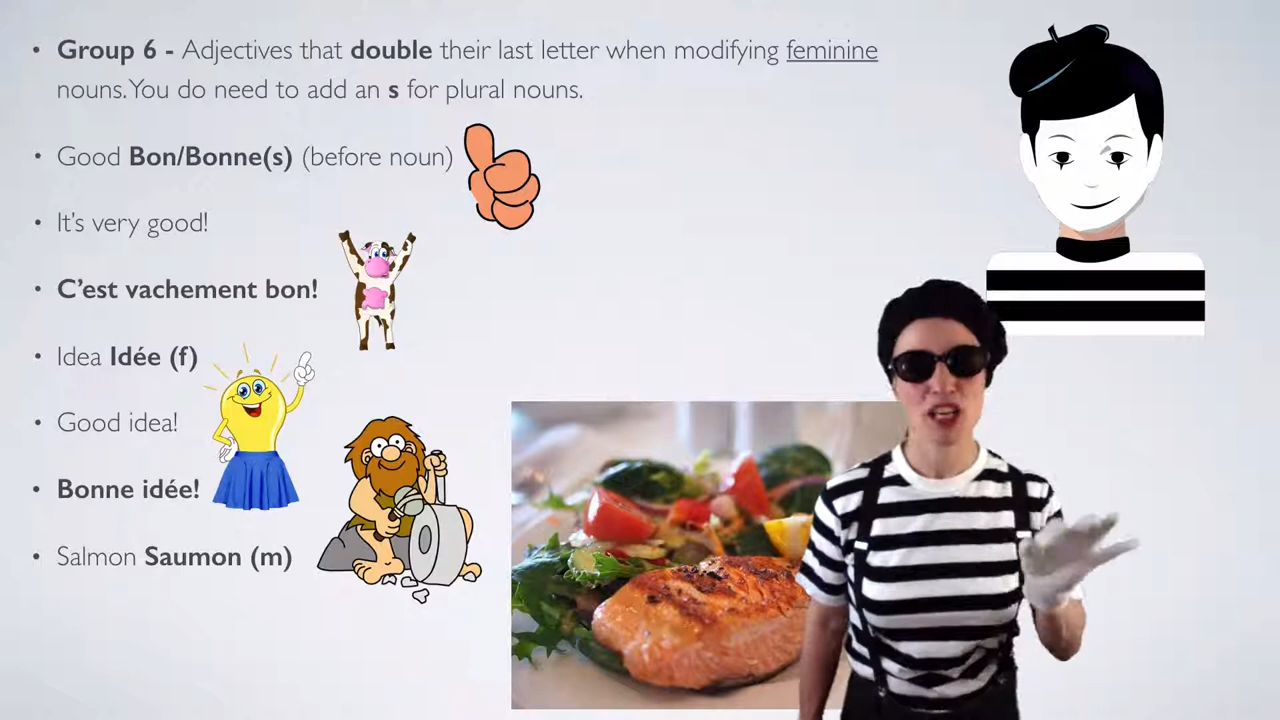 • Group 6 - Adjectives that double their last letter when modifying feminine
nouns. You do need to add an s for plural nouns.
• Good Bon/Bonne(s) (before noun)
• It's very good!
• C'est vachement bon!
• Idea Idée (f)
• Good idea!
• Bonne idée!
• Salmon Saumon (m)